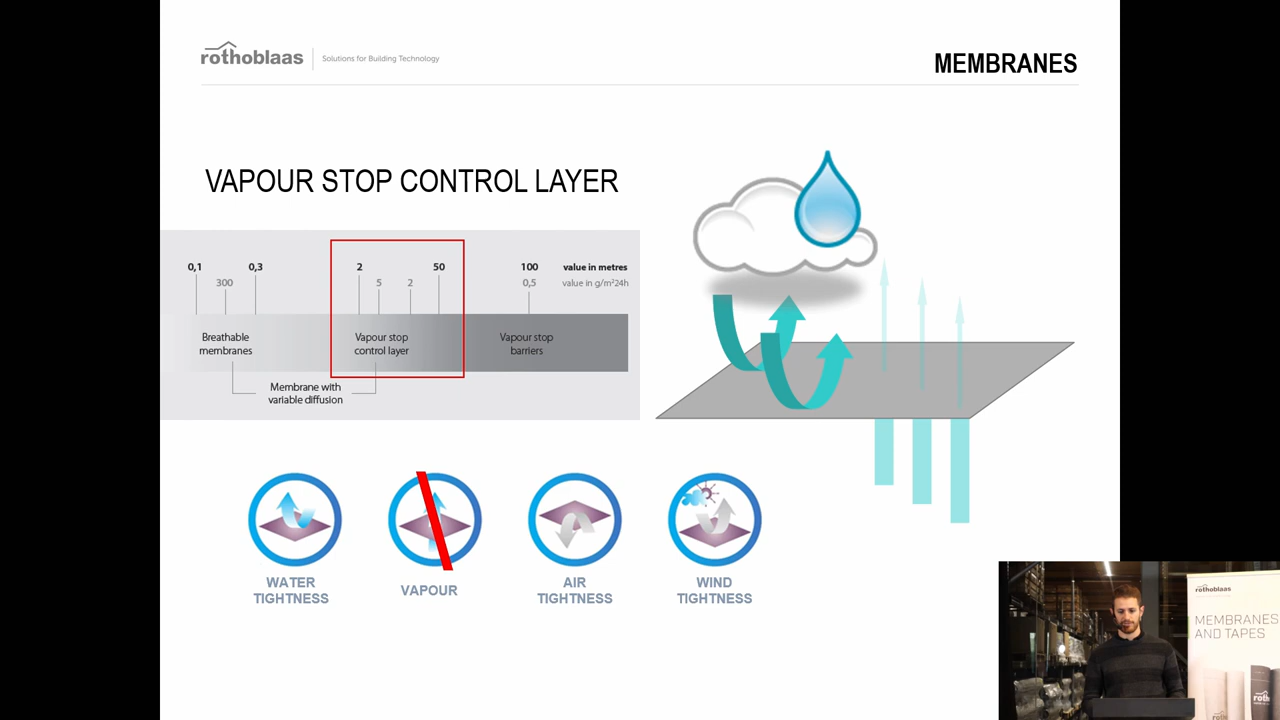 rothoblaas
Solutions for Building Technology
MEMBRANES
VAPOUR STOP CONTROL LAYER
0,1
0,3
2
50
100
value in metres
300
5
2
0,5
value in g/m²24h
Breathable
membranes
Vapour stop
control layer
Vapour stop
barriers
Membrane with
variable diffusion
WATER
TIGHTNESS
VAPOUR
AIR
TIGHTNESS
WIND
TIGHTNESS
rothoblaas
MEMBRANES
AND TAPES